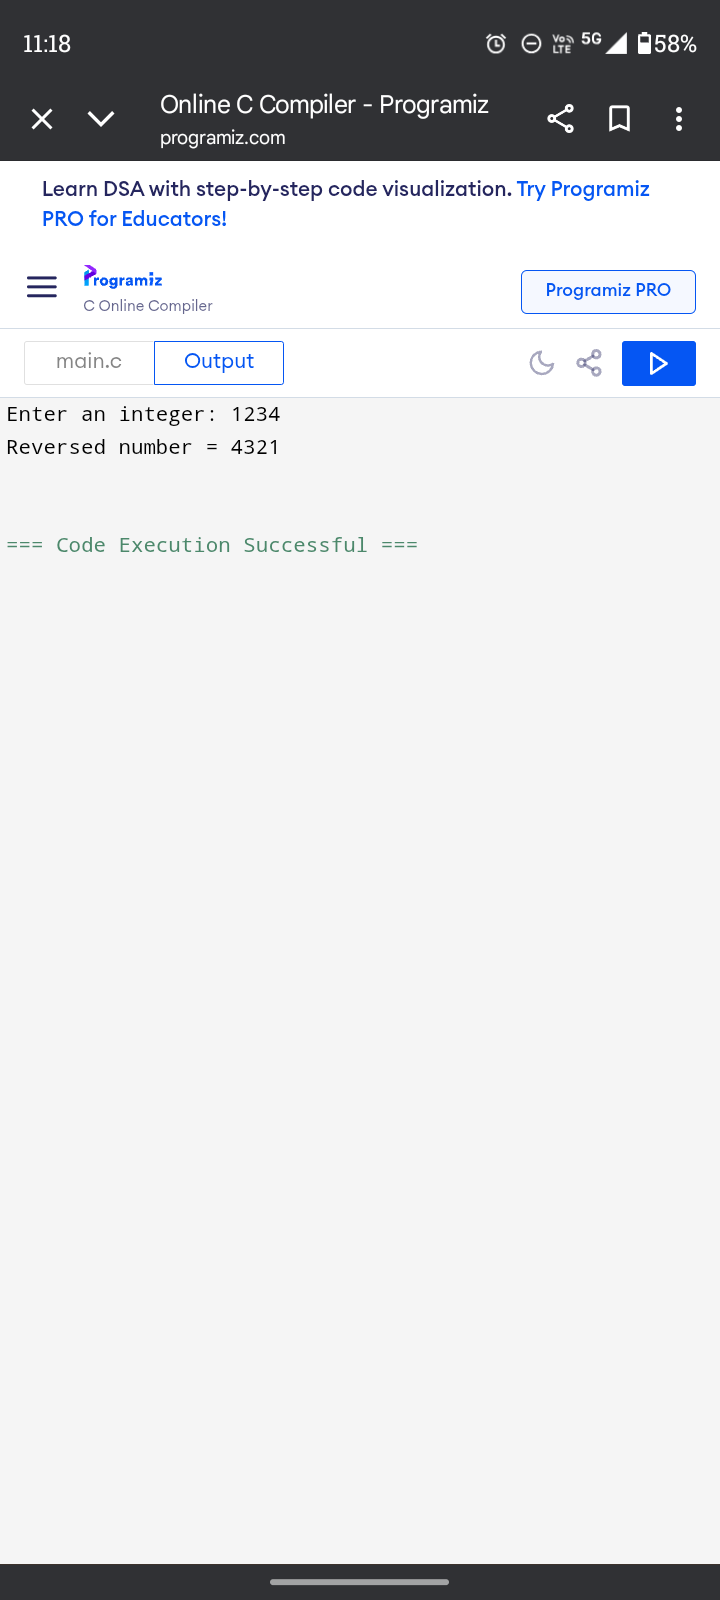 11:18
Vo LTE 5G 58%
Online C Compiler - Programiz
programiz.com
Learn DSA with step-by-step code visualization. Try Programiz
PRO for Educators!
Programiz
C Online Compiler
Programiz PRO
main.c
Output
Enter an integer: 1234
Reversed number = 4321
=== Code Execution Successful ===